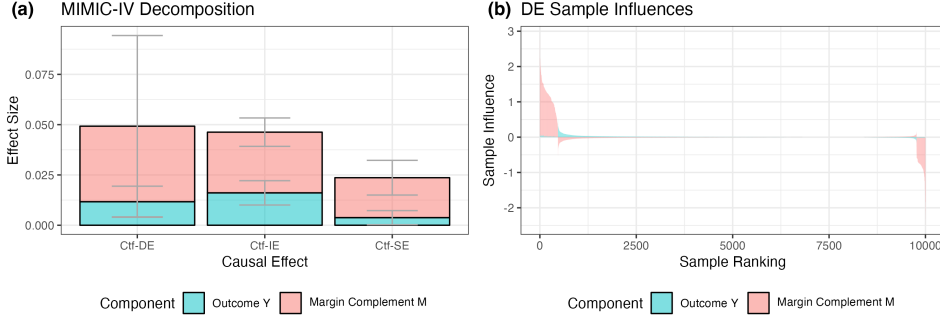 (a) MIMIC-IV Decomposition
Effect Size
0.075
0.050
0.025
0.000
Ctf-DE Ctf-IE Ctf-SE
Causal Effect
Component Outcome Y Margin Complement M
(b) DE Sample Influences
Sample Influence
3
2
1
0
-1
-2
0 2500 5000 7500 10000
Sample Ranking
Component Outcome Y Margin Complement M